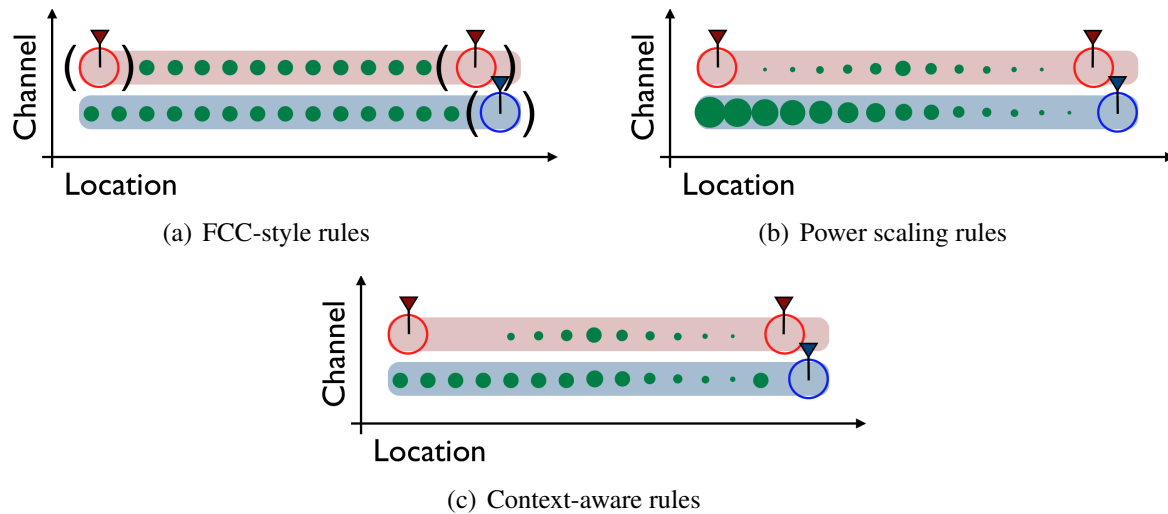 Channel
Location
(a) FCC-style rules
Channel
Location
(b) Power scaling rules
Channel
Location
(c) Context-aware rules